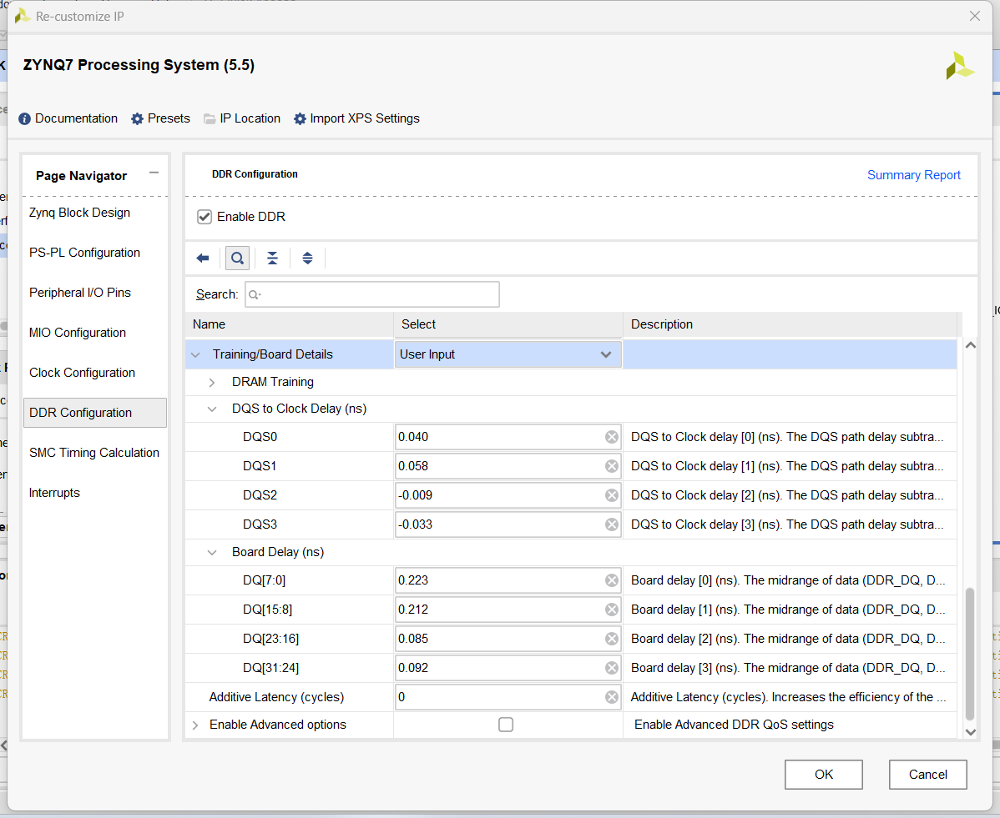 Re-customize IP
ZYNQ7 Processing System (5.5)
Documentation Presets IP Location Import XPS Settings
Page Navigator
Zynq Block Design
PS-PL Configuration
Peripheral I/O Pins
MIO Configuration
Clock Configuration
DDR Configuration
SMC Timing Calculation
Interrupts
DDR Configuration Summary Report
Enable DDR
Search:
Name Select Description
Training/Board Details User Input
DRAM Training
DQS to Clock Delay (ns)
DQS0 0.040 DQS to Clock delay [0] (ns). The DQS path delay subtra...
DQS1 0.058 DQS to Clock delay [1] (ns). The DQS path delay subtra...
DQS2 -0.009 DQS to Clock delay [2] (ns). The DQS path delay subtra...
DQS3 -0.033 DQS to Clock delay [3] (ns). The DQS path delay subtra...
Board Delay (ns)
DQ[7:0] 0.223 Board delay [0] (ns). The midrange of data (DDR_DQ, D...
DQ[15:8] 0.212 Board delay [1] (ns). The midrange of data (DDR_DQ, D...
DQ[23:16] 0.085 Board delay [2] (ns). The midrange of data (DDR_DQ, D...
DQ[31:24] 0.092 Board delay [3] (ns). The midrange of data (DDR_DQ, D...
Additive Latency (cycles) 0 Additive Latency (cycles). Increases the efficiency of the ...
Enable Advanced options Enable Advanced DDR QoS settings
OK Cancel